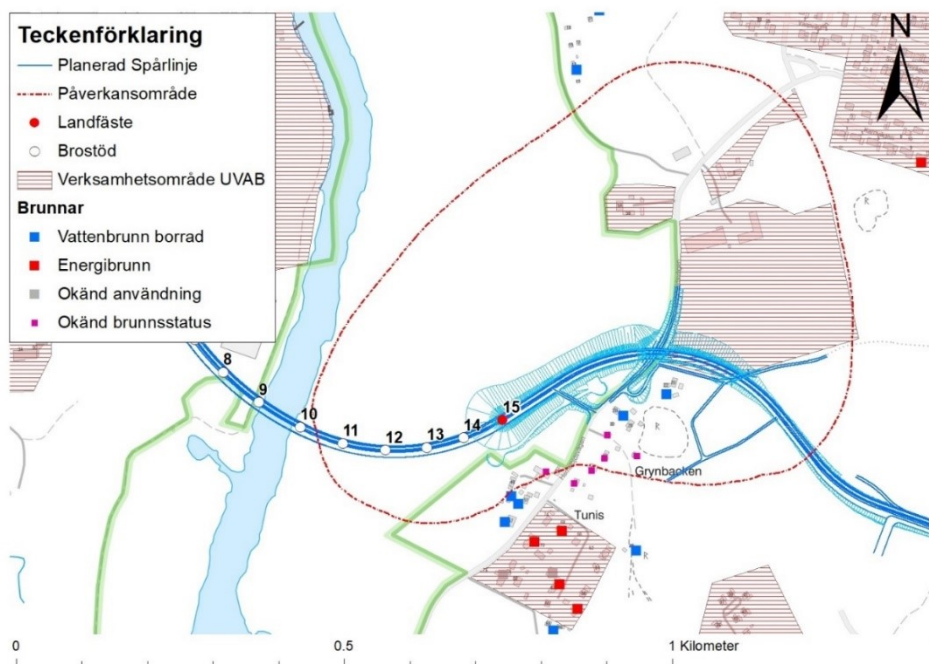 Teckenförklaring
Planerad Spårlinje
Påverkansområde
Landfäste
Brostöd
Verksamhetsområde UVAB
Brunnar
Vattenbrunn borrad
Energibrunn
Okänd användning
Okänd brunnsstatus
N
R
8
9
10
11
12
13
14
15
R
Grynbacken
Tunis
R
0 0.5 1 Kilometer